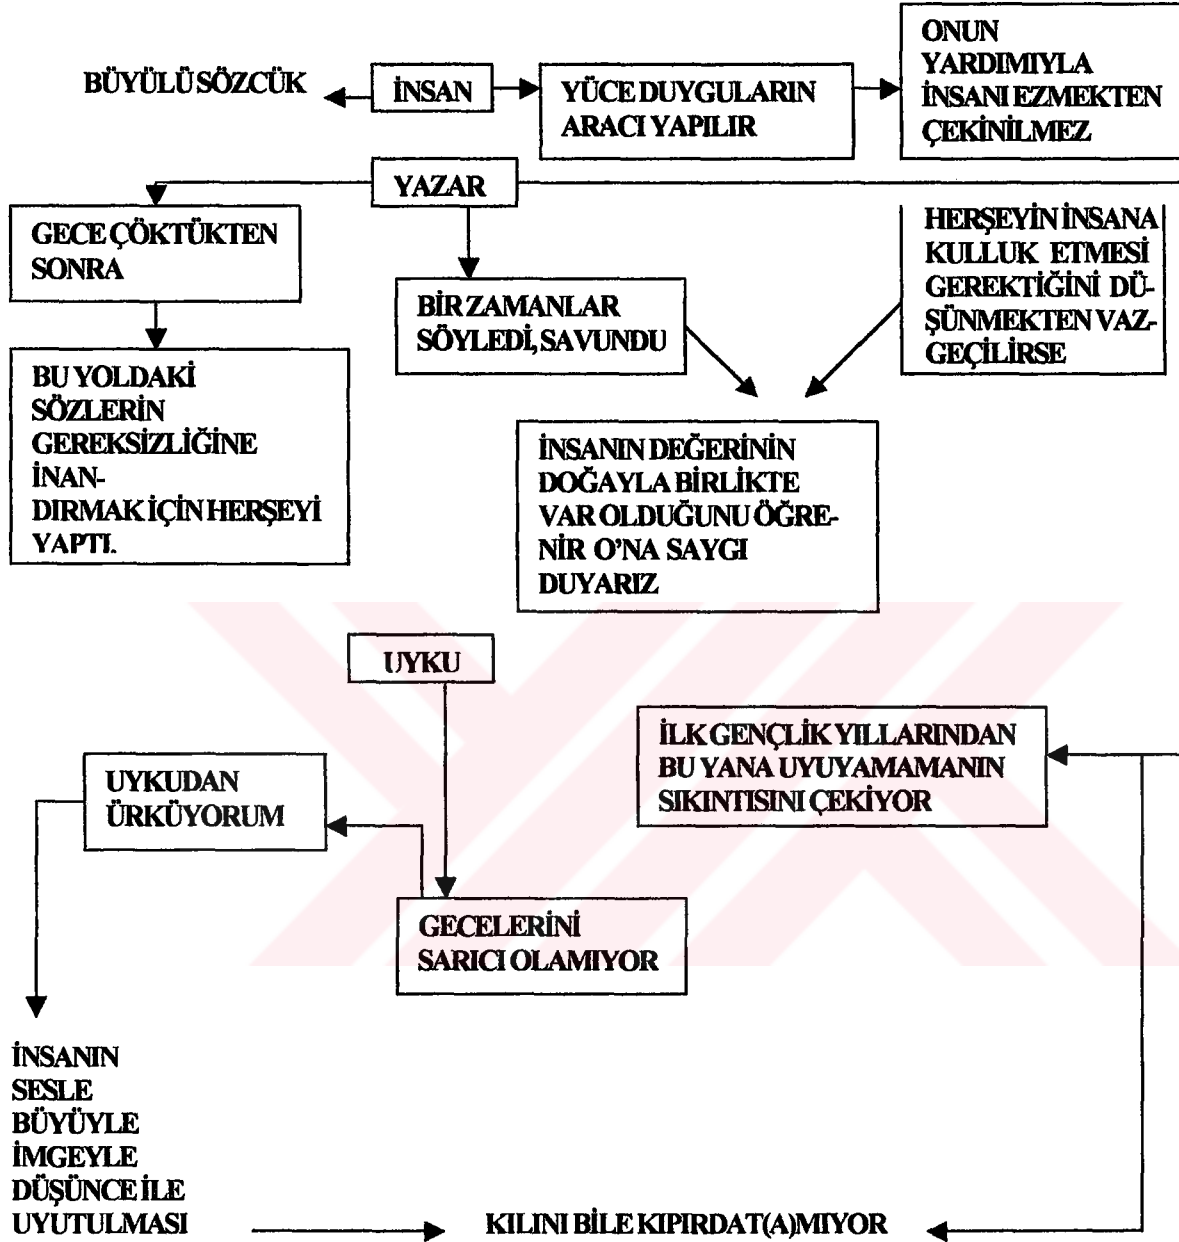 BÜYÜLÜ SÖZCÜK
İNSAN
YÜCE DUYGULARIN
ARACI YAPILIR
ONUN
YARDIMIYLA
İNSANI EZMEKTEN
ÇEKİNİLMEZ
YAZAR
GECE ÇÖKTÜKTEN
SONRA
BİR ZAMANLAR
SÖYLEDİ, SAVUNDU
HERŞEYİN İNSANA
KULLUK ETMESİ
GEREKTİĞİNİ DÜ-
ŞÜNMEKTEN VAZ-
GEÇİLİRSE
BU YOLDAKİ
SÖZLERİN
GEREKSİZLİĞİNE
İNAN-
DIRMAK İÇİN HERŞEYİ
YAPTI.
İNSANIN DEĞERİNİN
DOĞAYLA BİRLİKTE
VAR OLDUĞUNU ÖĞRE-
NİR O'NA SAYGI
DUYARIZ
UYKU
İLK GENÇLİK YILLARINDAN
BU YANA UYUYAMAMANIN
SIKINTISINI ÇEKİYOR
UYKUDAN
ÜRKÜYORUM
GECELERİNİ
SARICI OLAMIYOR
İNSANIN
SESLE
BÜYÜYLE
İMGEYLE
DÜŞÜNCE İLE
UYUTULMASI
KILINI BİLE KIPIRDAT(A)MIYOR